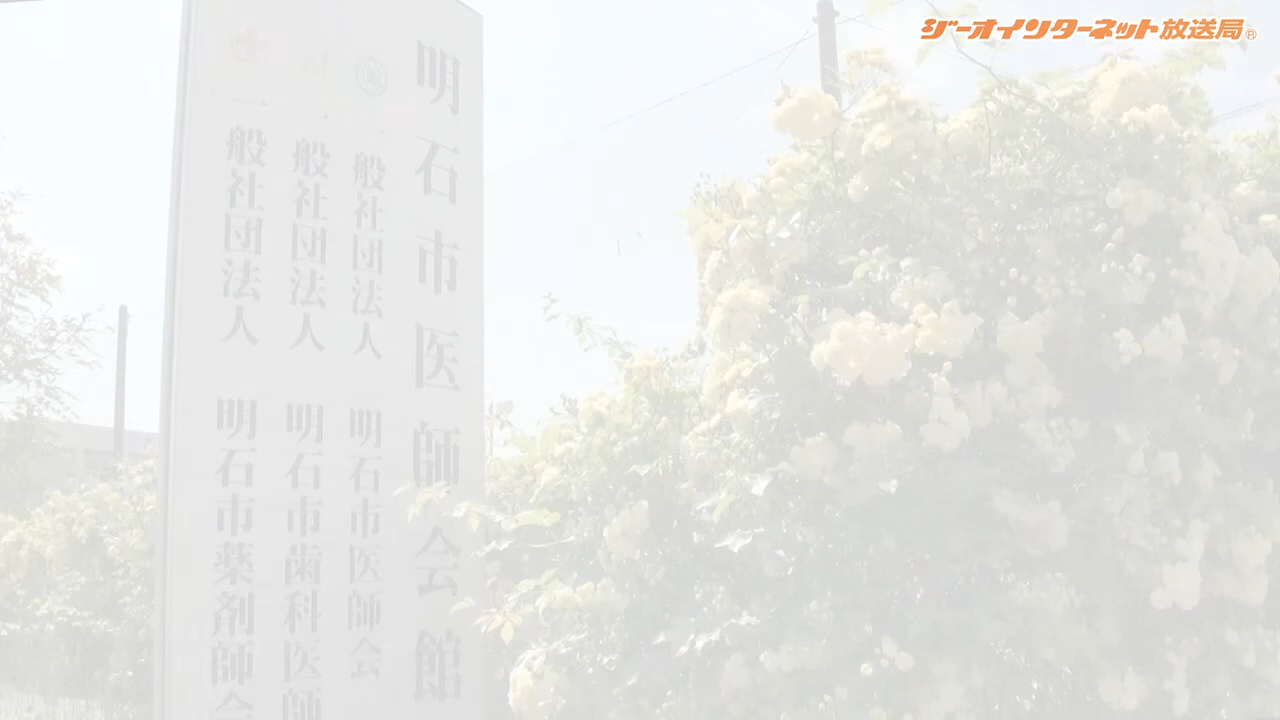 ジーオインターネット放送局®
明石市医師会館
一般社団法人 明石市医師会
一般社団法人 明石市歯科医師
一般社団法人 明石市薬剤師会